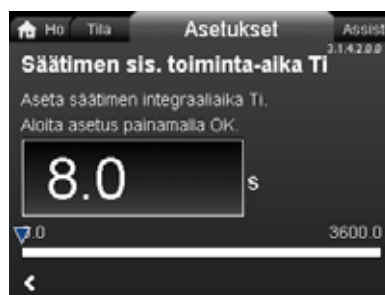 Ho Tila Asetukset Assist
3.1.4.2.0.0
Säätimen sis. toiminta-aika Ti
Aseta säätimen integraaliaika Ti.
Aloita asetus painamalla OK.
8.0 s
3600.0